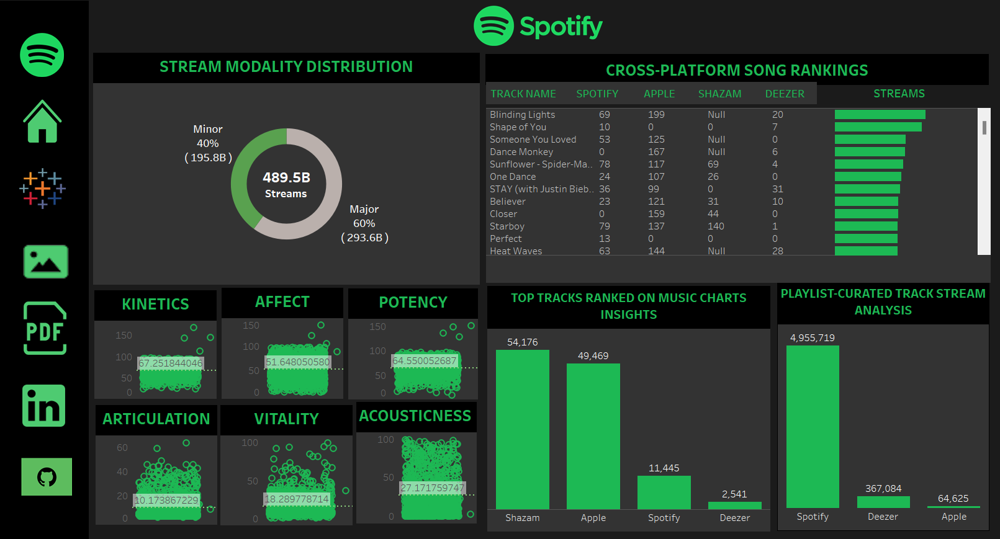 Spotify
STREAM MODALITY DISTRIBUTION
Minor
40%
( 195.8B )
489.5B
Streams
Major
60%
( 293.6B )
CROSS-PLATFORM SONG RANKINGS
TRACK NAME SPOTIFY APPLE SHAZAM DEEZER STREAMS
Blinding Lights 69 199 Null 20
Shape of You 10 0 0 7
Someone You Loved 53 125 Null 0
Dance Monkey 0 167 Null 6
Sunflower - Spider-Ma.. 78 117 69 4
One Dance 24 107 26 0
STAY (with Justin Bieb.. 36 99 0 31
Believer 23 121 31 10
Closer 0 159 44 0
Starboy 79 137 140 1
Perfect 13 0 0 0
Heat Waves 63 144 Null 28
PDF
in
KINETICS
150
100
50
0
67.251844046
AFFECT
150
100
50
0
51.648050580
POTENCY
150
100
50
0
64.550052687
ARTICULATION
60
40
20
0
10.173867229
VITALITY
100
50
0
18.289778714
ACOUSTICNESS
100
50
0
27.171759747
TOP TRACKS RANKED ON MUSIC CHARTS
INSIGHTS
54,176
49,469
11,445
2,541
Shazam Apple Spotify Deezer
PLAYLIST-CURATED TRACK STREAM
ANALYSIS
4,955,719
367,084
64,625
Spotify Deezer Apple